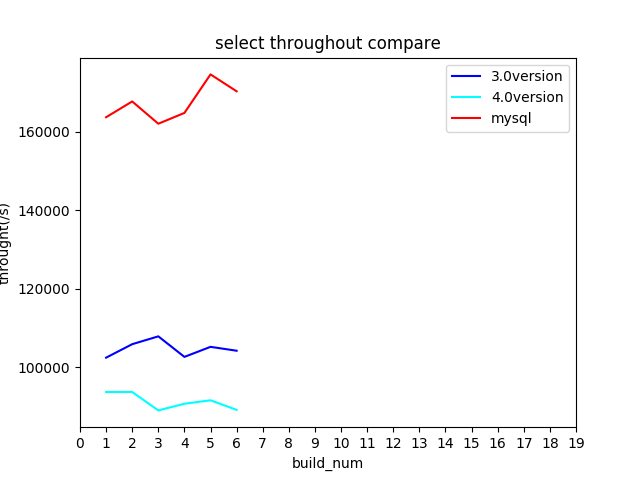 select throughout compare
3.0version
4.0version
mysql
throught(/s)
160000
140000
120000
100000
0 1 2 3 4 5 6 7 8 9 10 11 12 13 14 15 16 17 18 19
build_num